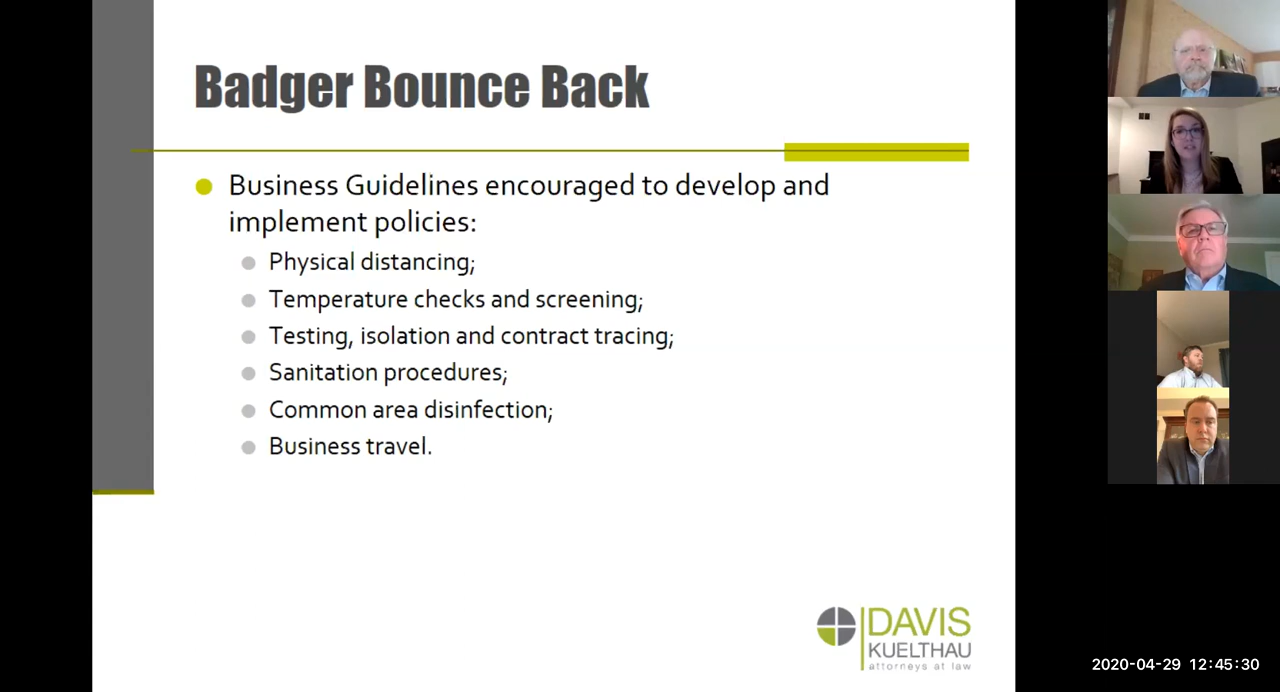 Badger Bounce Back
Business Guidelines encouraged to develop and
implement policies:
Physical distancing;
Temperature checks and screening;
Testing, isolation and contract tracing;
Sanitation procedures;
Common area disinfection;
Business travel.
DAVIS
KUELTHAU
attorneys at law
2020-04-29 12:45:30